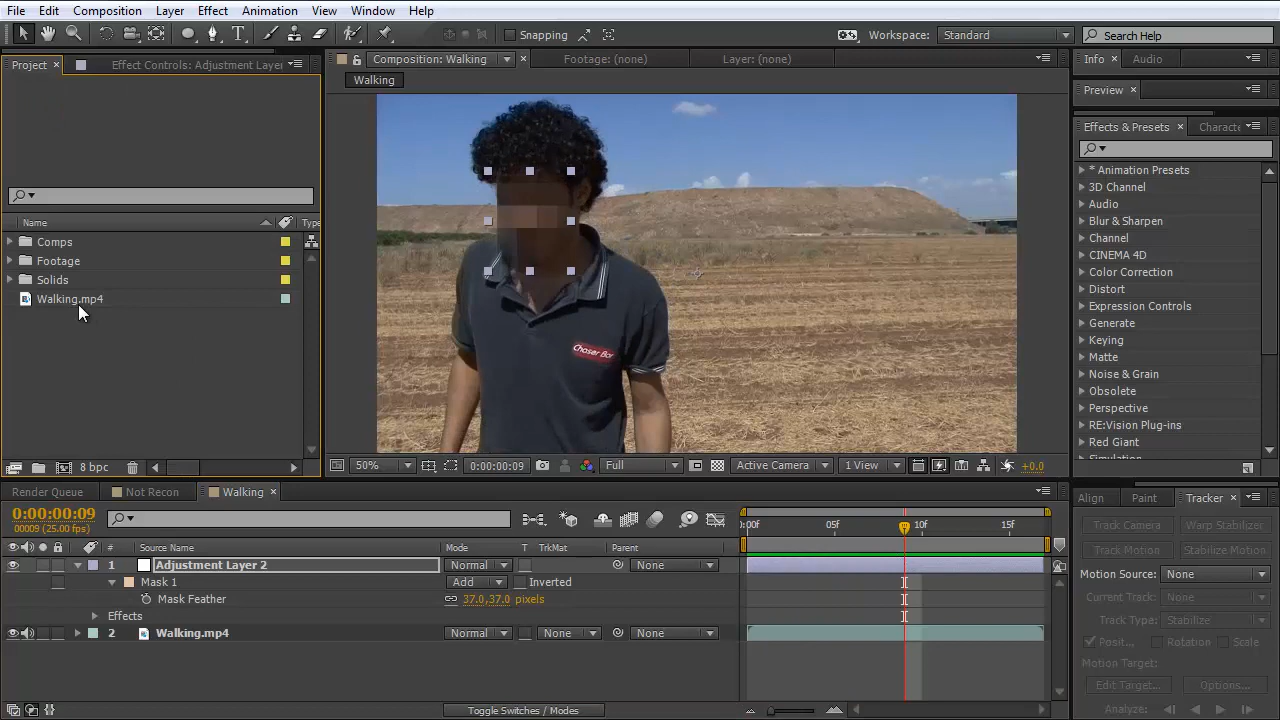 File Edit Composition Layer Effect Animation View Window Help
Snapping Workspace: Standard Search Help
Project × Effect Controls: Adjustment Layer Composition: Walking × Footage: (none) Layer: (none) Info × Audio
Walking
Preview ×
Effects & Presets × Characte
* Animation Presets
3D Channel
Audio
Blur & Sharpen
Channel
CINEMA 4D
Color Correction
Distort
Expression Controls
Generate
Keying
Matte
Noise & Grain
Obsolete
Perspective
RE:Vision Plug-ins
Red Giant
Simulation
Name Type
Comps
Footage
Solids
Walking.mp4
Chaser Bar
8 bpc 50% 0:00:00:09 Full Active Camera 1 View +0.0
Render Queue Not Recon Walking × Align Paint Tracker ×
0:00:00:09
00009 (25.00 fps)
:00f 05f 10f 15f
# Source Name Mode T TrkMat Parent
1 Adjustment Layer 2 Normal None
Mask 1 Add Inverted
Mask Feather 37.0,37.0 pixels
Effects
2 Walking.mp4 Normal None None
Toggle Switches / Modes
Track Camera Warp Stabilizer
Track Motion Stabilize Motion
Motion Source: None
Current Track: None
Track Type: Stabilize
Posit... Rotation Scale
Motion Target:
Edit Target... Options...
Analyze: